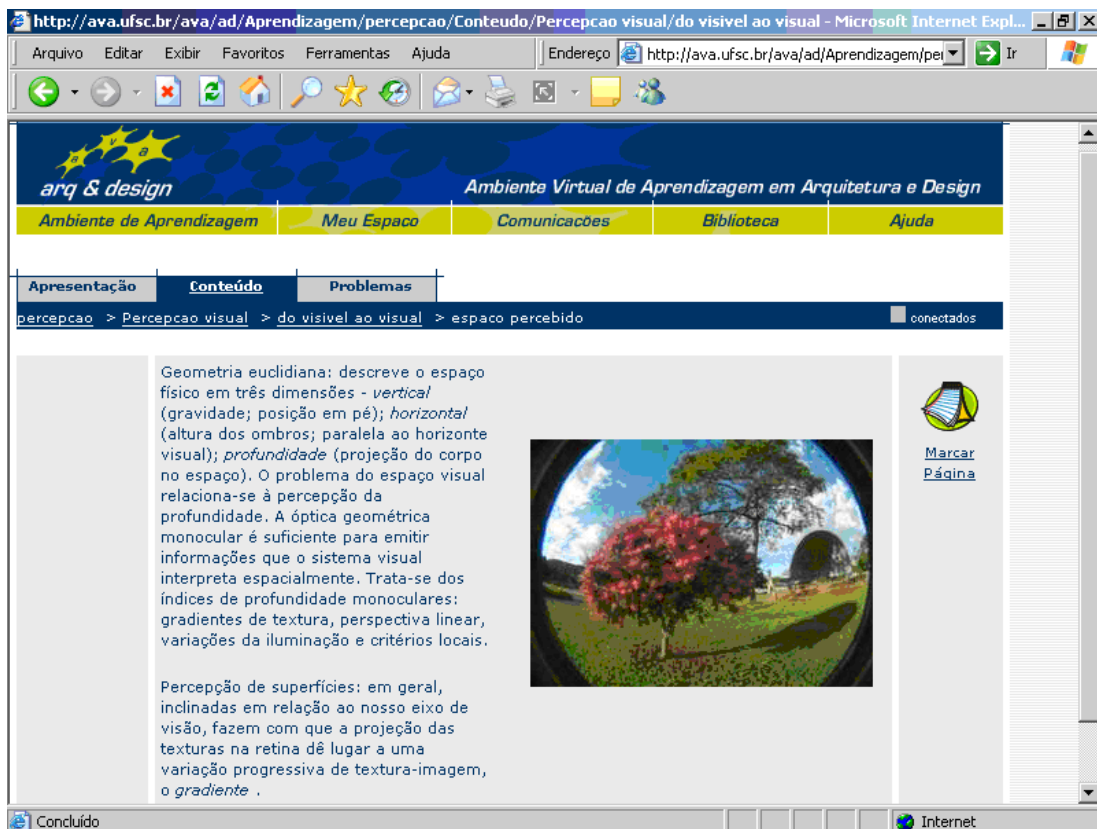 http://ava.ufsc.br/ava/ad/Aprendizagem/percepcao/Conteudo/Percepcao visual/do visivel ao visual - Microsoft Internet Expl...
Arquivo Editar Exibir Favoritos Ferramentas Ajuda Endereço http://ava.ufsc.br/ava/ad/Aprendizagem/per Ir
a v a
arq & design
Ambiente Virtual de Aprendizagem em Arquitetura e Design
Ambiente de Aprendizagem Meu Espaco Comunicacões Biblioteca Ajuda
Apresentação Conteúdo Problemas
percepcao > Percepcao visual > do visivel ao visual > espaco percebido conectados
Geometria euclidiana: descreve o espaço
físico em três dimensões - vertical
(gravidade; posição em pé); horizontal
(altura dos ombros; paralela ao horizonte
visual); profundidade (projeção do corpo
no espaço). O problema do espaço visual
relaciona-se à percepção da
profundidade. A óptica geométrica
monocular é suficiente para emitir
informações que o sistema visual
interpreta espacialmente. Trata-se dos
índices de profundidade monoculares:
gradientes de textura, perspectiva linear,
variações da iluminação e critérios locais.
Percepção de superfícies: em geral,
inclinadas em relação ao nosso eixo de
visão, fazem com que a projeção das
texturas na retina dê lugar a uma
variação progressiva de textura-imagem,
o gradiente .
Marcar
Página
Concluído Internet